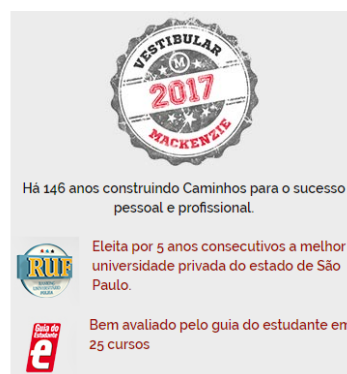 VESTIBULAR
M
2017
MACKENZIE
Há 146 anos construindo Caminhos para o sucesso
pessoal e profissional.
RUF
Eleita por 5 anos consecutivos a melhor
universidade privada do estado de São
Paulo.
Guia do
Estudante
e
Bem avaliado pelo guia do estudante em
25 cursos